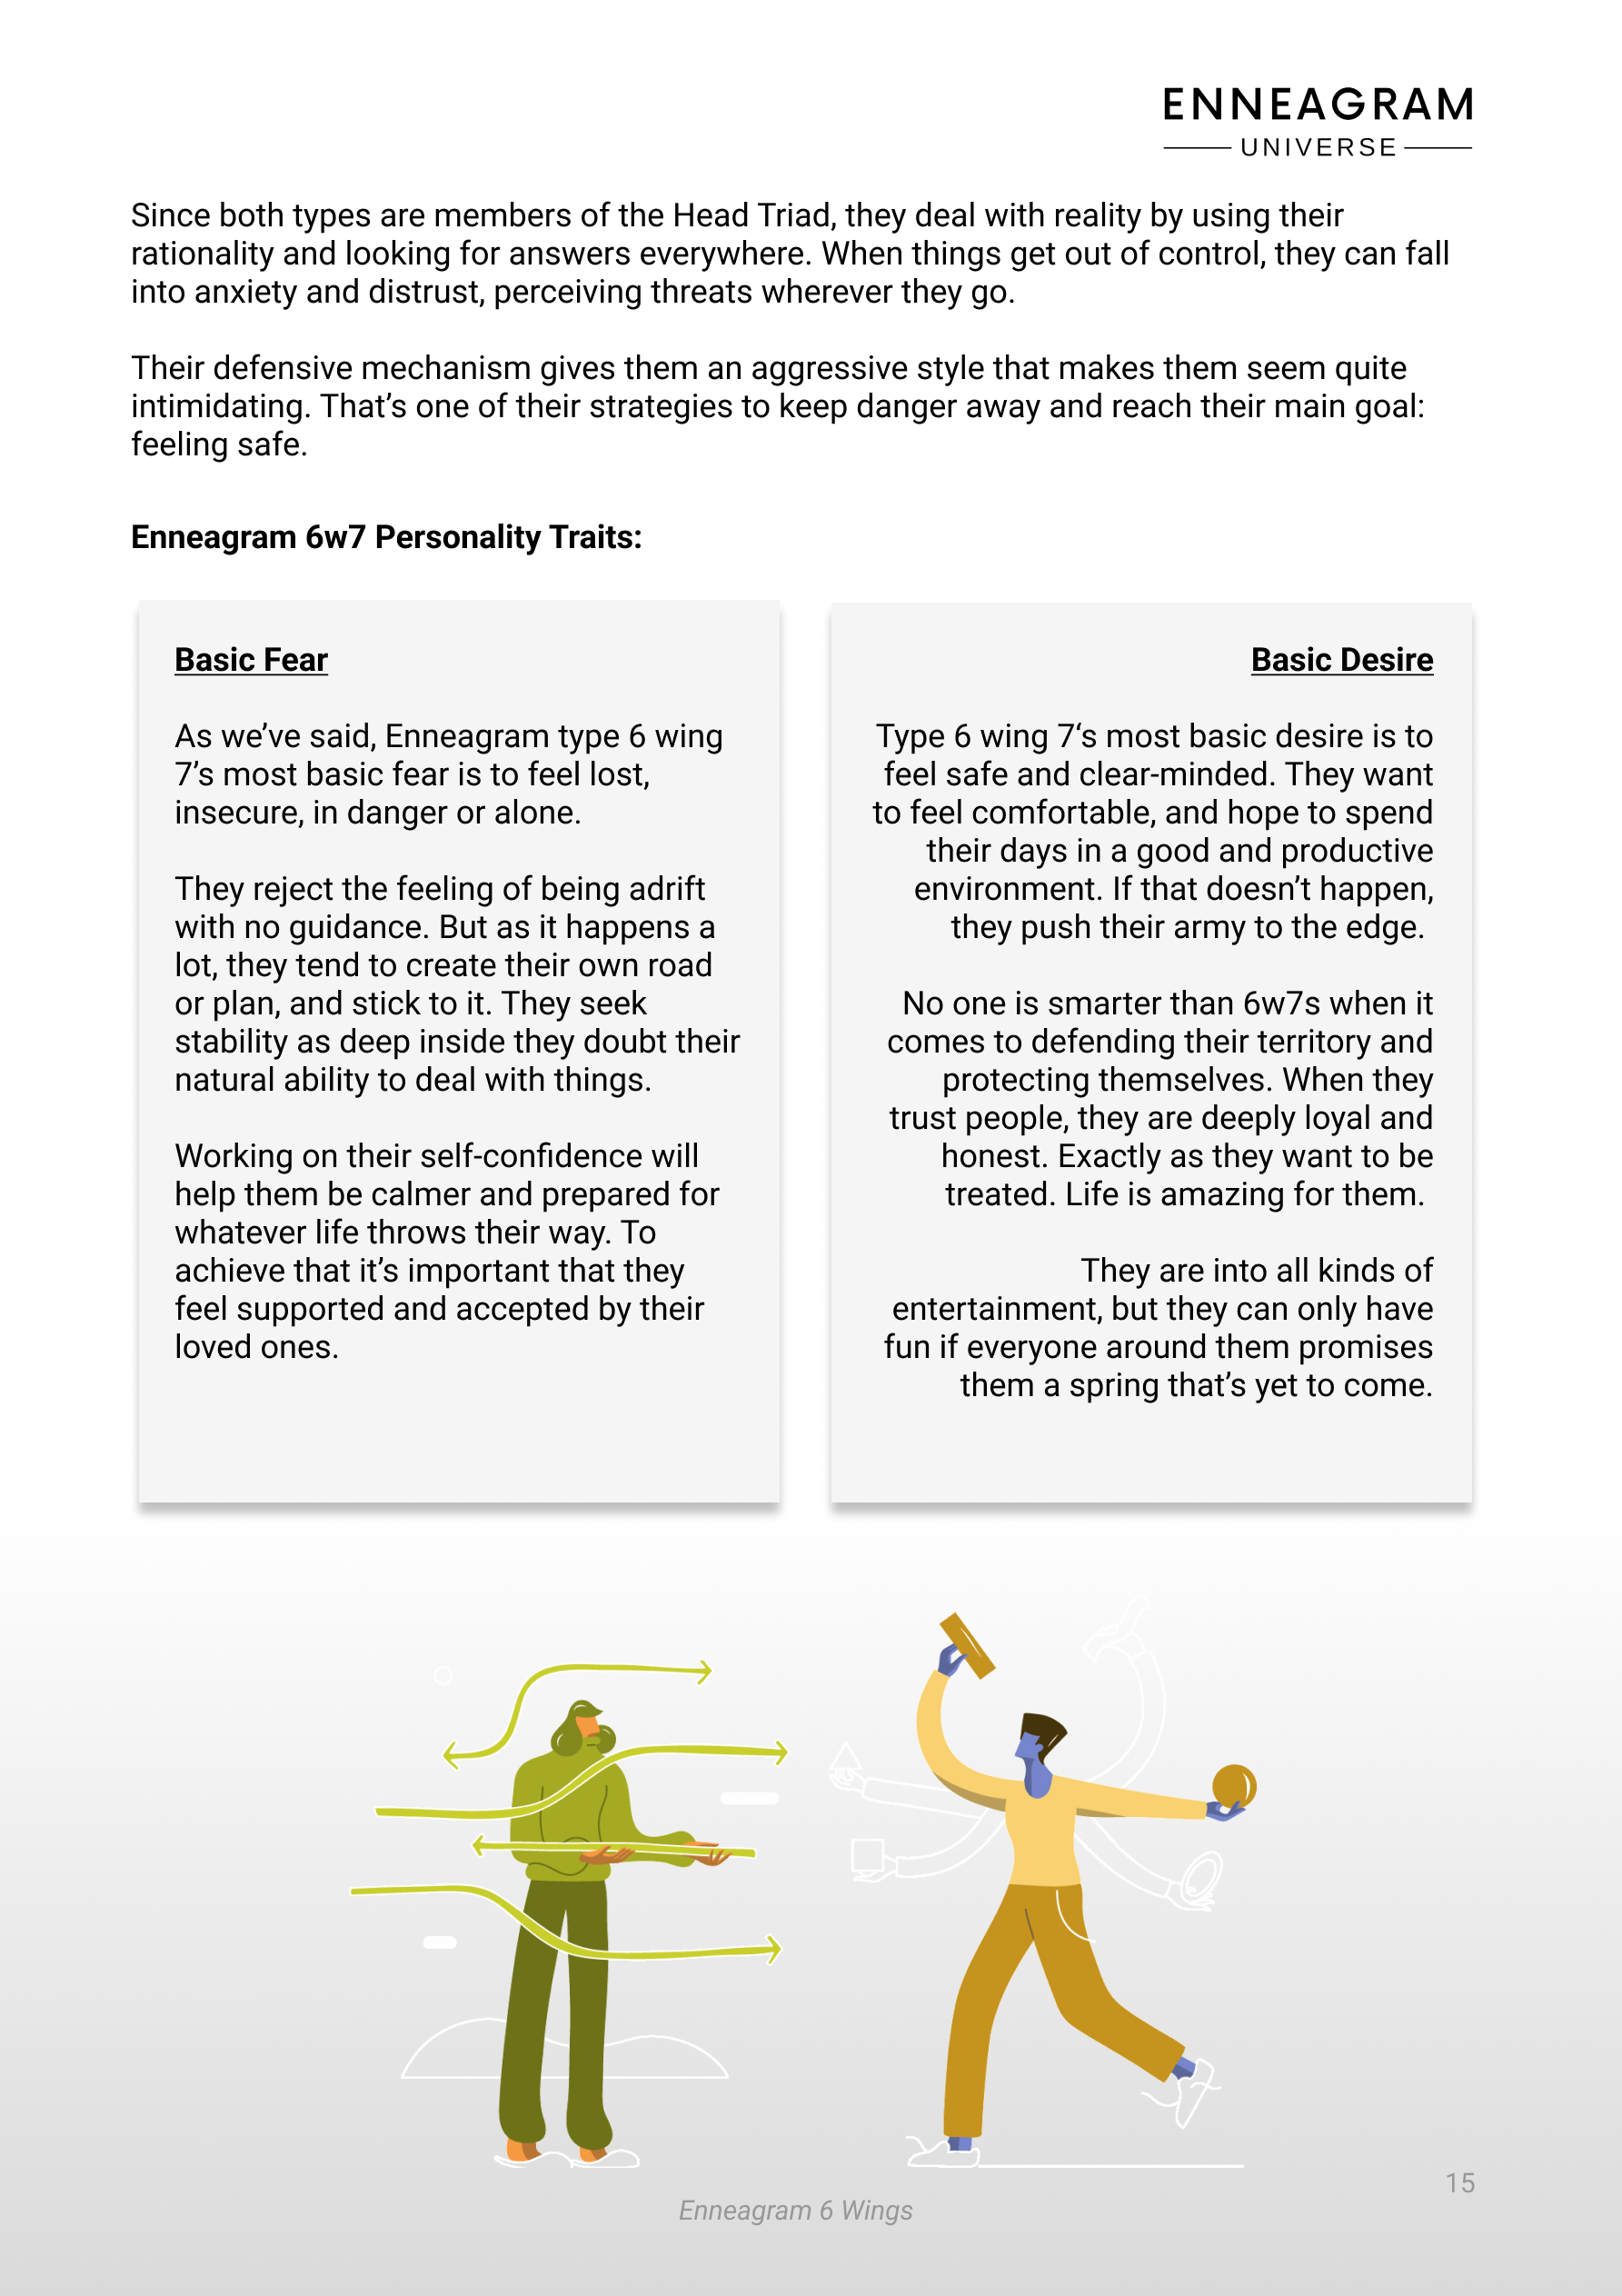 ENNEAGRAM
UNIVERSE
Since both types are members of the Head Triad, they deal with reality by using their
rationality and looking for answers everywhere. When things get out of control, they can fall
into anxiety and distrust, perceiving threats wherever they go.
Their defensive mechanism gives them an aggressive style that makes them seem quite
intimidating. That’s one of their strategies to keep danger away and reach their main goal:
feeling safe.
Enneagram 6w7 Personality Traits:
Basic Fear
As we’ve said, Enneagram type 6 wing
7’s most basic fear is to feel lost,
insecure, in danger or alone.
They reject the feeling of being adrift
with no guidance. But as it happens a
lot, they tend to create their own road
or plan, and stick to it. They seek
stability as deep inside they doubt their
natural ability to deal with things.
Working on their self-confidence will
help them be calmer and prepared for
whatever life throws their way. To
achieve that it’s important that they
feel supported and accepted by their
loved ones.
Basic Desire
Type 6 wing 7‘s most basic desire is to
feel safe and clear-minded. They want
to feel comfortable, and hope to spend
their days in a good and productive
environment. If that doesn’t happen,
they push their army to the edge.
No one is smarter than 6w7s when it
comes to defending their territory and
protecting themselves. When they
trust people, they are deeply loyal and
honest. Exactly as they want to be
treated. Life is amazing for them.
They are into all kinds of
entertainment, but they can only have
fun if everyone around them promises
them a spring that’s yet to come.
15
Enneagram 6 Wings